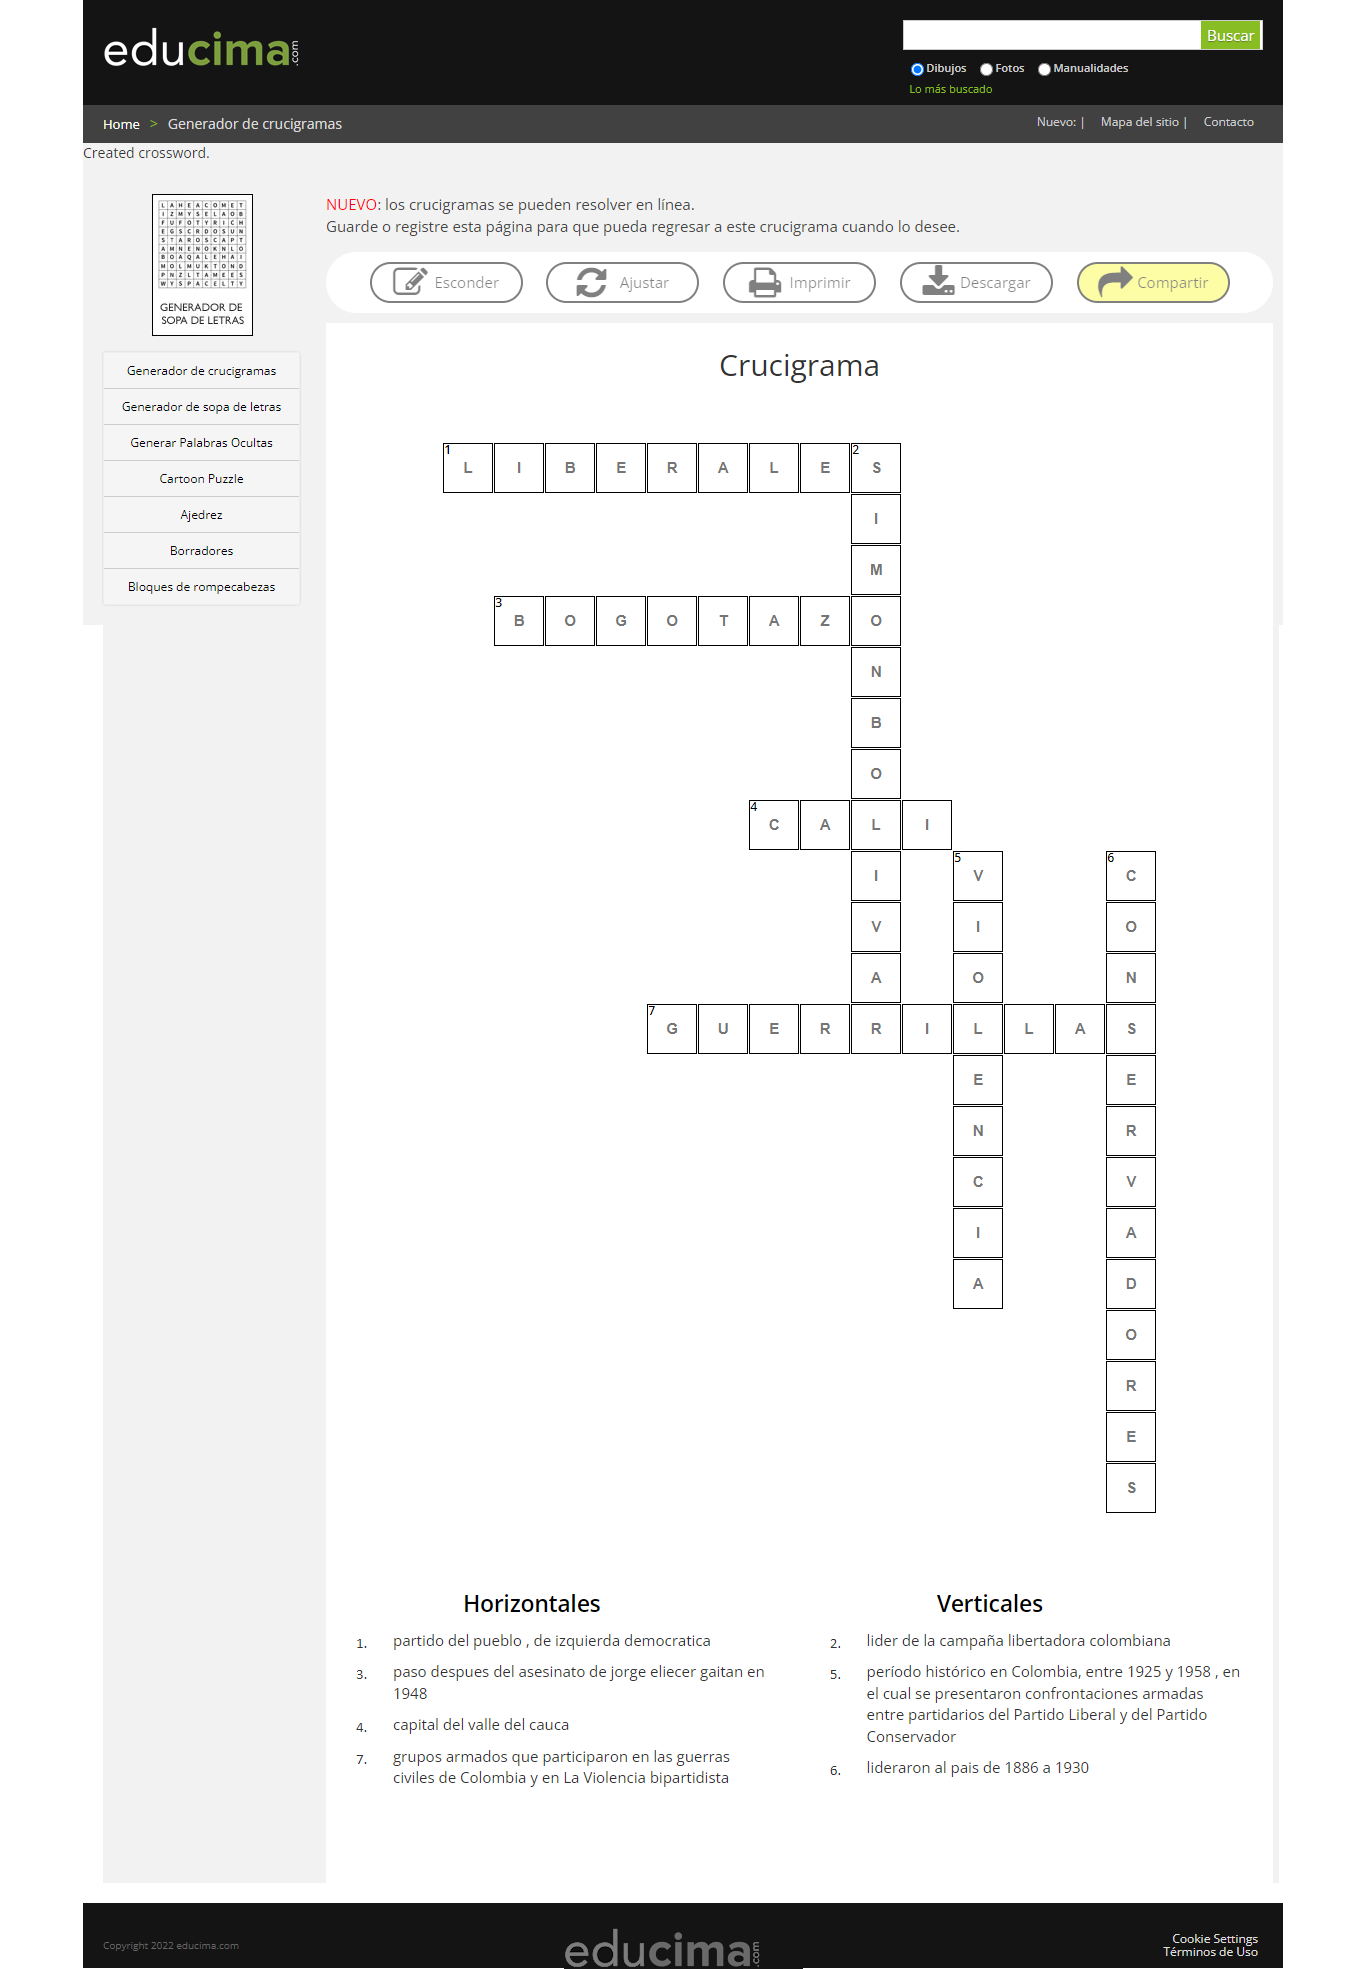 educima.com
Buscar
Dibujos Fotos Manualidades
Lo más buscado
Home > Generador de crucigramas
Nuevo: | Mapa del sitio | Contacto
Created crossword.
L A H E A C O M E T
I Z M Y S E L A O B
F U F O T Y R I C H
E G S C R D O S U N
S T A R O S C A P T
A M N E N O K N L O
B O A Q A L E H A I
M O L M U K T O N D
P N Z L T A M E E S
W Y S P A C E L T Y
GENERADOR DE
SOPA DE LETRAS
Generador de crucigramas
Generador de sopa de letras
Generar Palabras Ocultas
Cartoon Puzzle
Ajedrez
Borradores
Bloques de rompecabezas
NUEVO: los crucigramas se pueden resolver en línea.
Guarde o registre esta página para que pueda regresar a este crucigrama cuando lo desee.
Esconder Ajustar Imprimir Descargar Compartir
Crucigrama
1 L I B E R A L E 2 S
I
M
3 B O G O T A Z O
N
B
O
4 C A L I
I 5 V 6 C
V I O
A O N
7 G U E R R I L L A S
E E
N R
C V
I A
A D
O
R
E
S
Horizontales
1. partido del pueblo , de izquierda democratica
3. paso despues del asesinato de jorge eliecer gaitan en
1948
4. capital del valle del cauca
7. grupos armados que participaron en las guerras
civiles de Colombia y en La Violencia bipartidista
Verticales
2. lider de la campaña libertadora colombiana
5. período histórico en Colombia, entre 1925 y 1958 , en
el cual se presentaron confrontaciones armadas
entre partidarios del Partido Liberal y del Partido
Conservador
6. lideraron al pais de 1886 a 1930
Copyright 2022 educima.com
educima.com
Cookie Settings
Términos de Uso